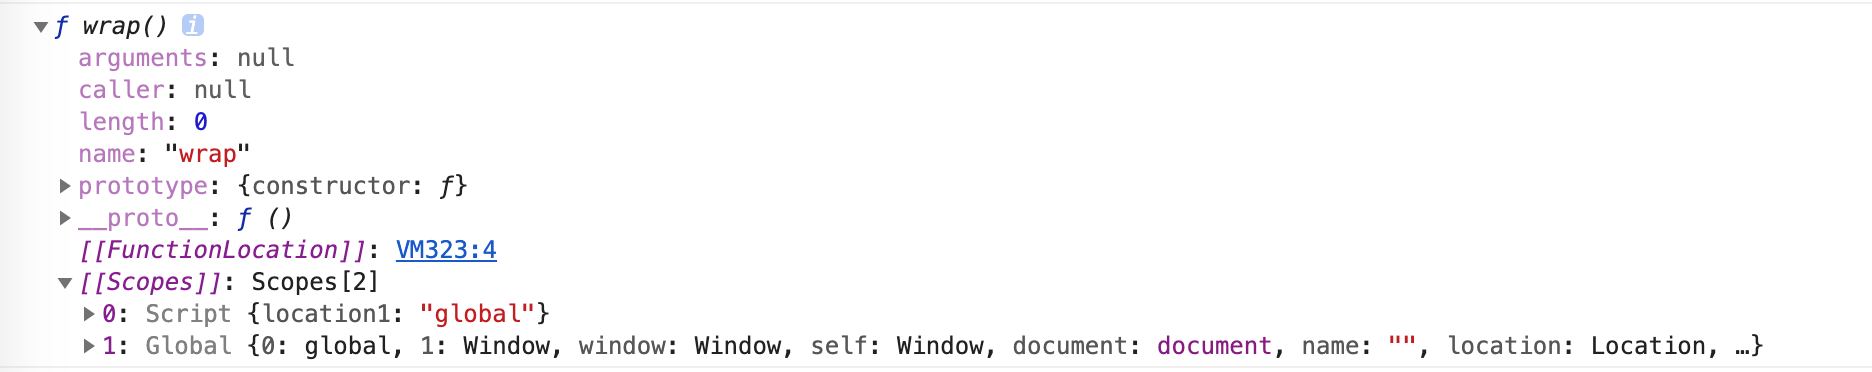 ▼ƒ wrap() i
arguments: null
caller: null
length: 0
name: "wrap"
▶prototype: {constructor: ƒ}
▶__proto__: ƒ ()
[[FunctionLocation]]: VM323:4
▼[[Scopes]]: Scopes[2]
▶0: Script {location1: "global"}
▶1: Global {0: global, 1: Window, window: Window, self: Window, document: document, name: "", location: Location, …}